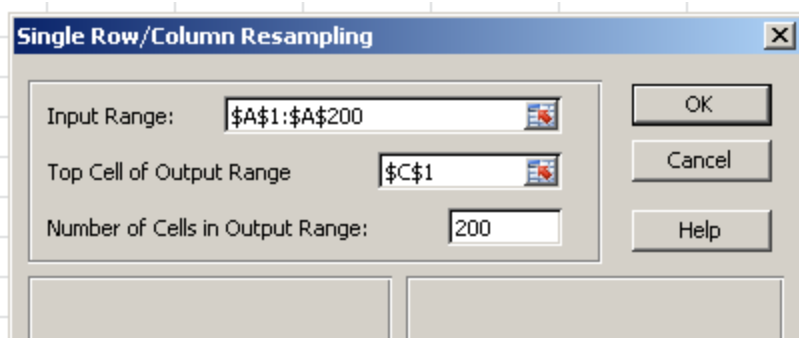 Single Row/Column Resampling
Input Range: $A$1:$A$200
OK
Top Cell of Output Range $C$1
Cancel
Number of Cells in Output Range: 200
Help